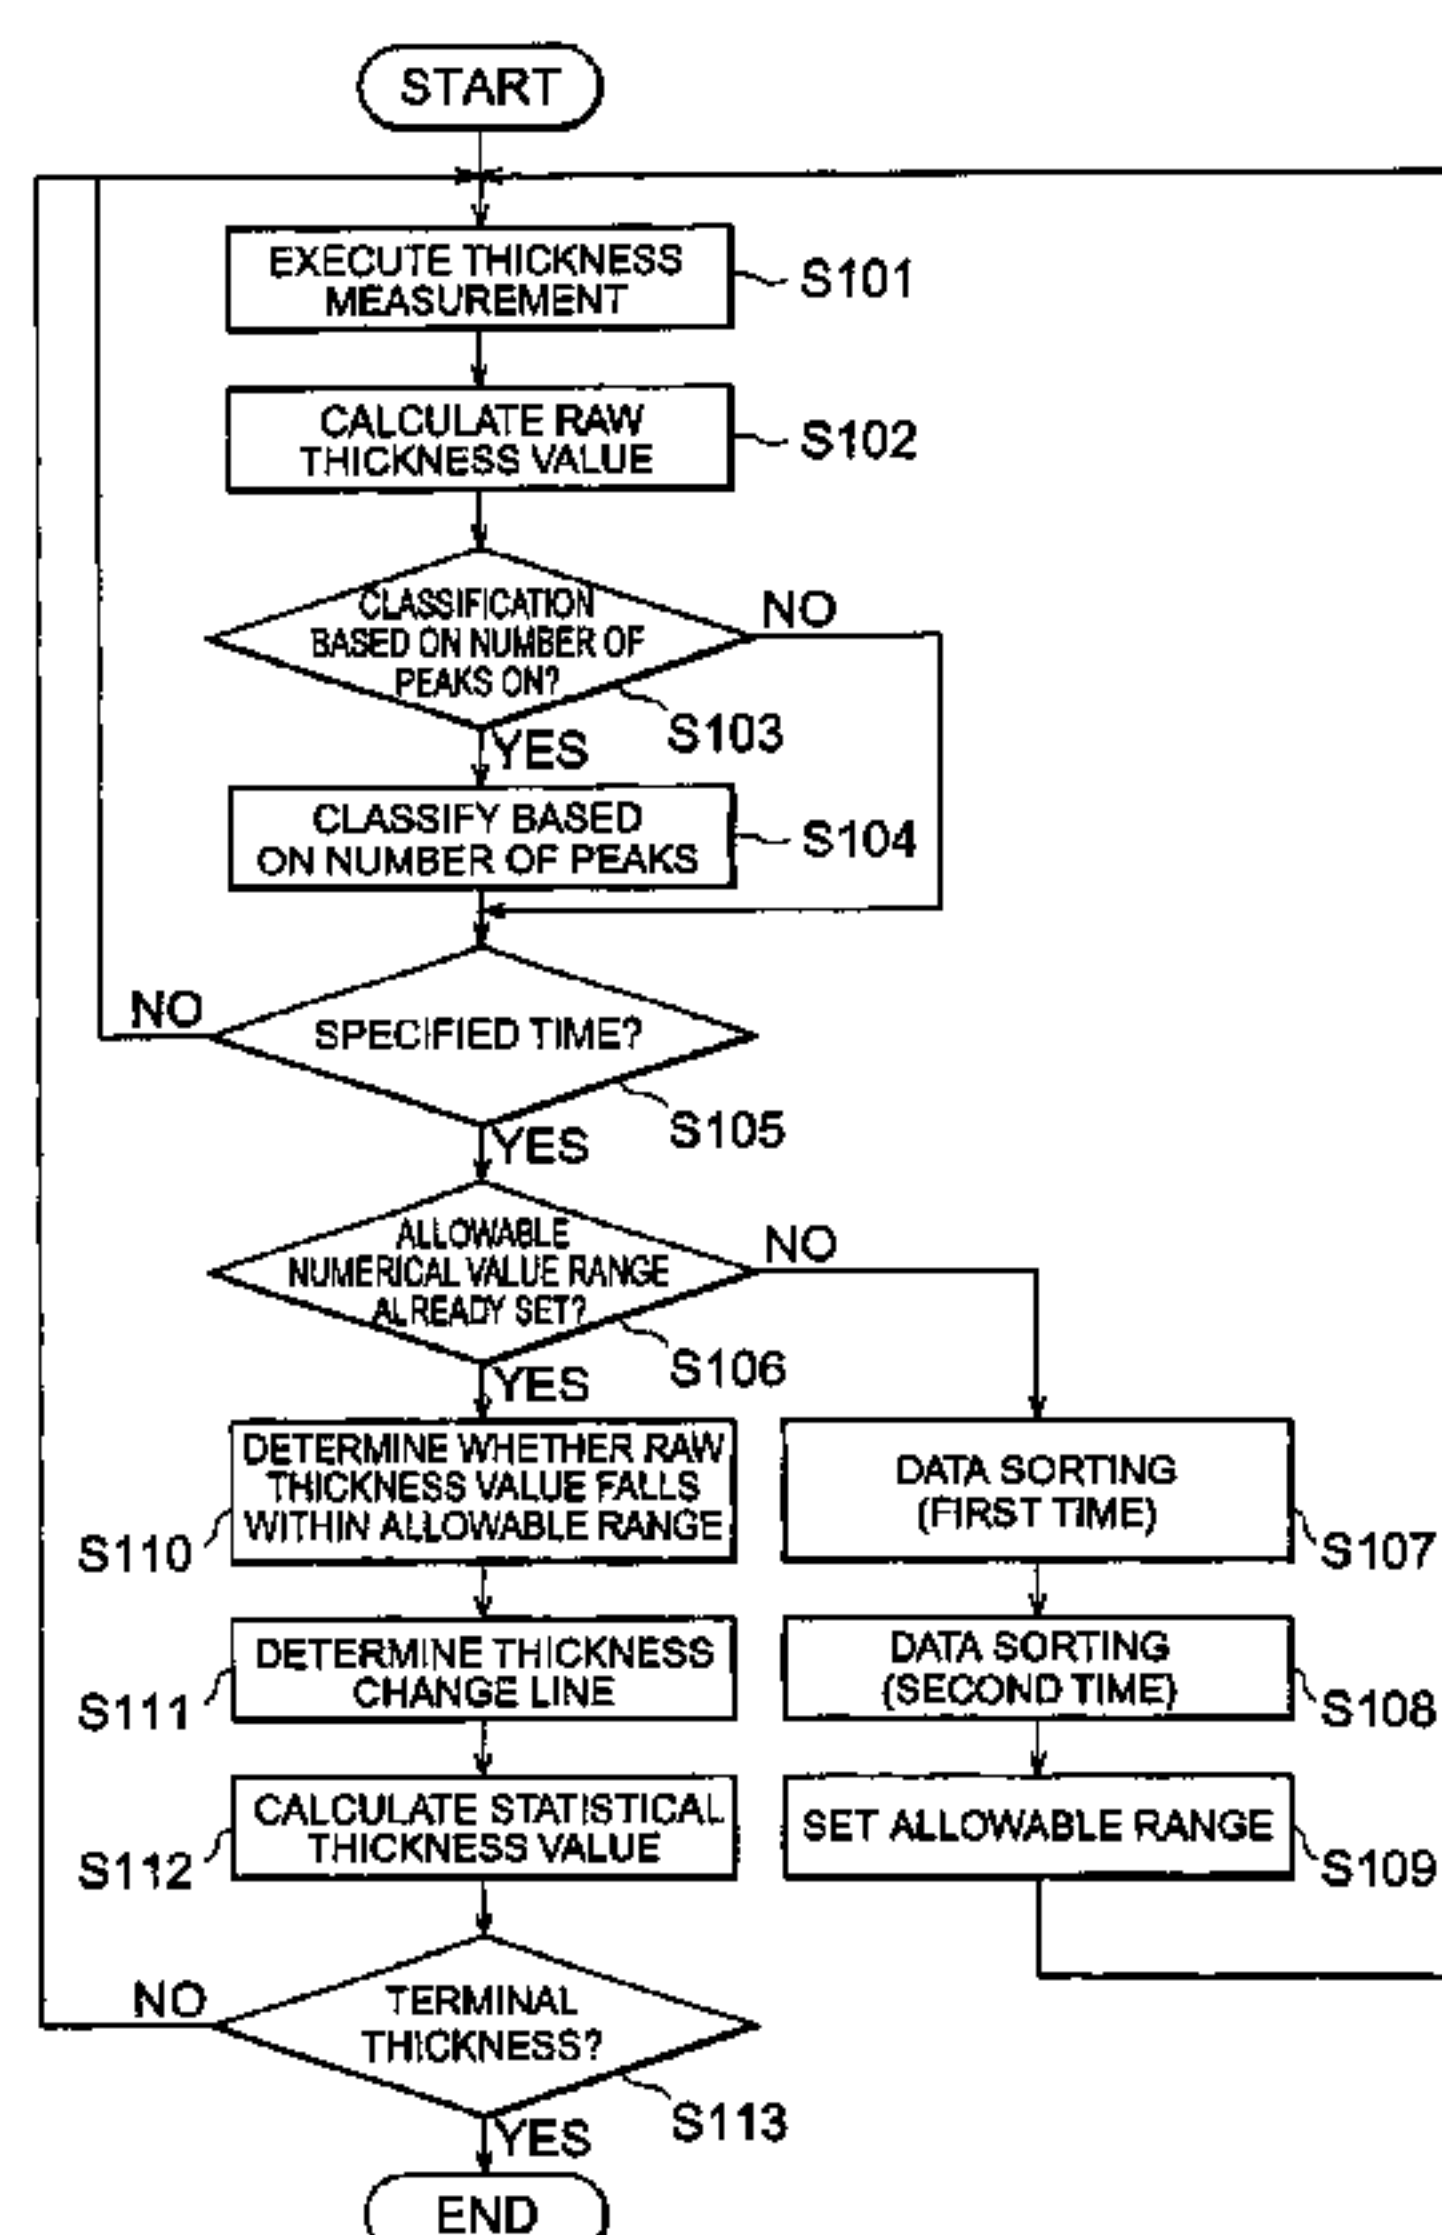 START
EXECUTE THICKNESS
MEASUREMENT
S101
CALCULATE RAW
THICKNESS VALUE
S102
CLASSIFICATION
BASED ON NUMBER OF
PEAKS ON?
NO
S103
YES
CLASSIFY BASED
ON NUMBER OF PEAKS
S104
NO
SPECIFIED TIME?
S105
YES
ALLOWABLE
NUMERICAL VALUE RANGE
ALREADY SET?
NO
S106
YES
DETERMINE WHETHER RAW
THICKNESS VALUE FALLS
WITHIN ALLOWABLE RANGE
S110
DATA SORTING
(FIRST TIME)
S107
DETERMINE THICKNESS
CHANGE LINE
S111
DATA SORTING
(SECOND TIME)
S108
CALCULATE STATISTICAL
THICKNESS VALUE
S112
SET ALLOWABLE RANGE
S109
NO
TERMINAL
THICKNESS?
S113
YES
END